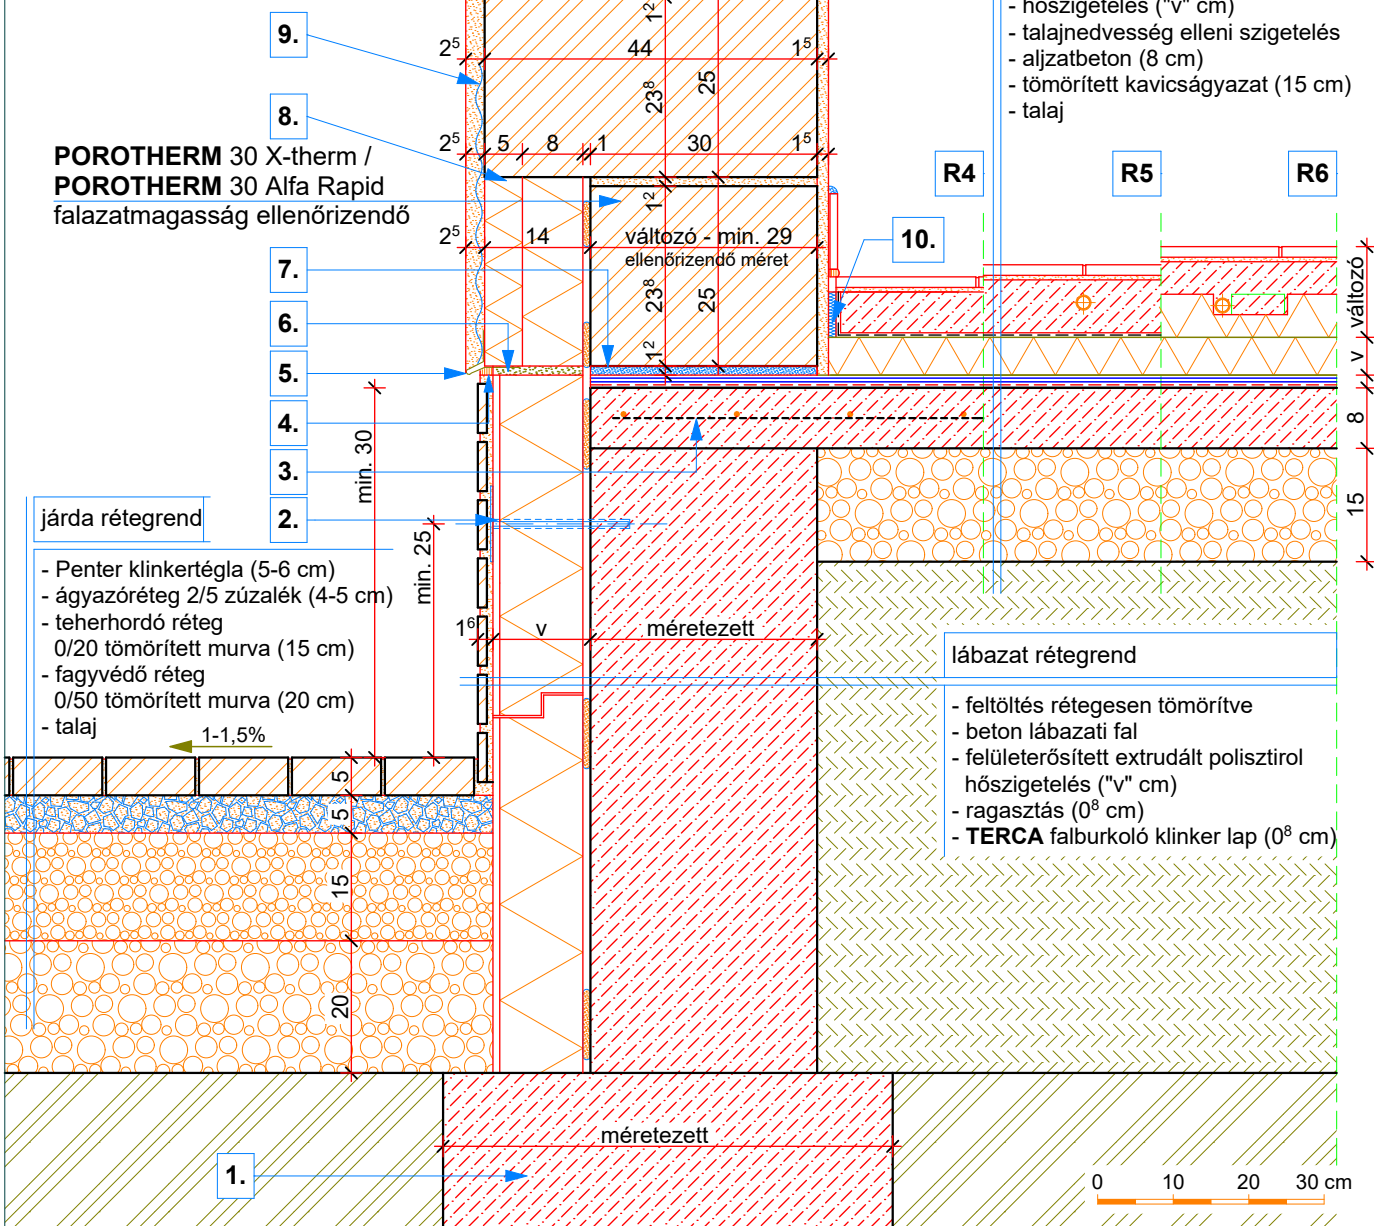 - hőszigetelés ("v" cm)
- talajnedvesség elleni szigetelés
- aljzatbeton (8 cm)
- tömörített kavicságyazat (15 cm)
- talaj
9.
2⁵
44
1⁵
1²
23⁸
25
8.
2⁵
5
8
1
30
1⁵
POROTHERM 30 X-therm /
POROTHERM 30 Alfa Rapid
falazatmagasság ellenőrizendő
R4
R5
R6
1²
2⁵
14
változó - min. 29
ellenőrizendő méret
10.
7.
23⁸
25
változó
6.
1²
v
5.
4.
8
min. 30
3.
15
2.
járda rétegrend
min. 25
- Penter klinkertégla (5-6 cm)
- ágyazóréteg 2/5 zúzalék (4-5 cm)
- teherhordó réteg
0/20 tömörített murva (15 cm)
- fagyvédő réteg
0/50 tömörített murva (20 cm)
- talaj
1⁶
v
méretezett
lábazat rétegrend
- feltöltés rétegesen tömörítve
- beton lábazati fal
- felületerősített extrudált polisztirol
hőszigetelés ("v" cm)
- ragasztás (0⁸ cm)
- TERCA falburkoló klinker lap (0⁸ cm)
1-1,5%
5
5
15
20
méretezett
1.
0 10 20 30 cm